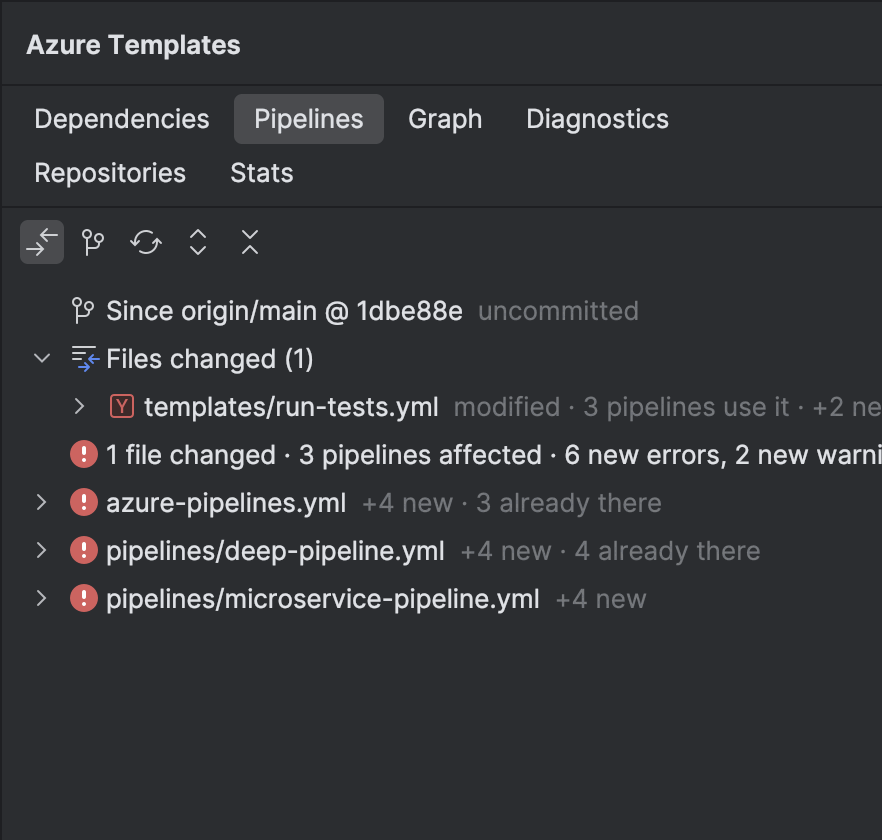 Azure Templates
Dependencies Pipelines Graph Diagnostics
Repositories Stats
Since origin/main @ 1dbe88e uncommitted
Files changed (1)
Y templates/run-tests.yml modified · 3 pipelines use it · +2 ne
1 file changed · 3 pipelines affected · 6 new errors, 2 new warni
azure-pipelines.yml +4 new · 3 already there
pipelines/deep-pipeline.yml +4 new · 4 already there
pipelines/microservice-pipeline.yml +4 new